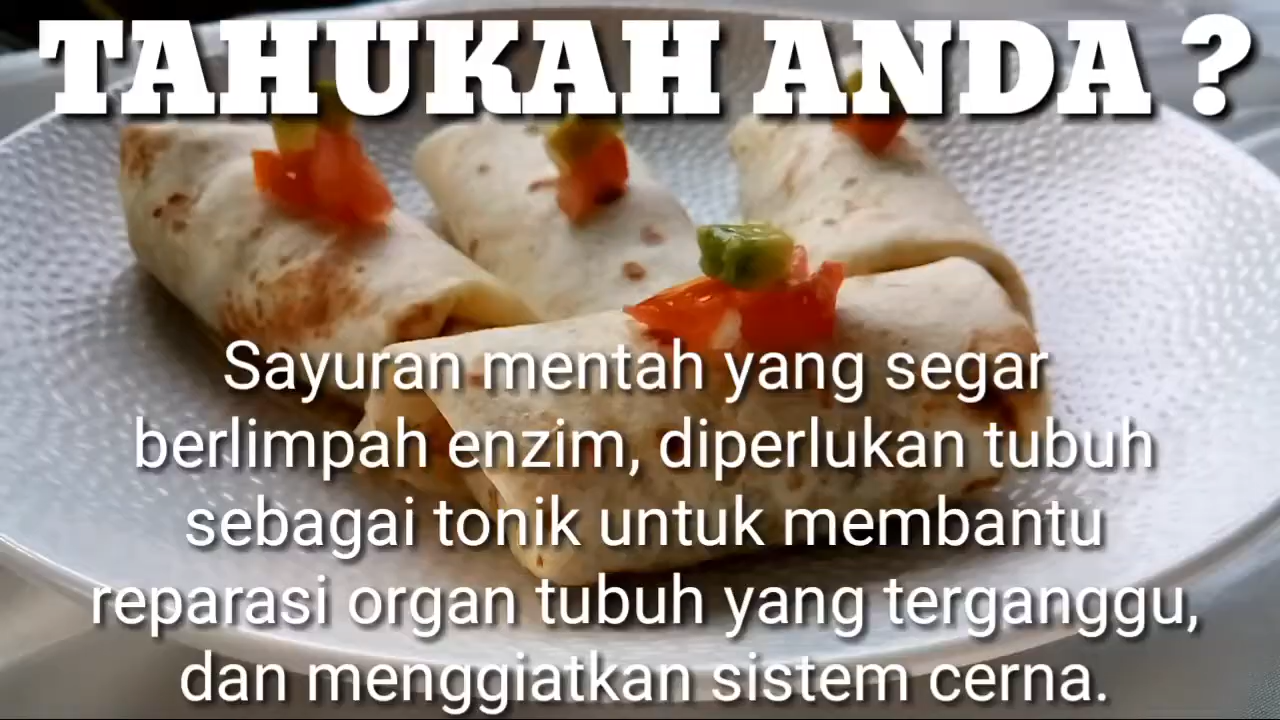 TAHUKAH ANDA ?
Sayuran mentah yang segar
berlimpah enzim, diperlukan tubuh
sebagai tonik untuk membantu
reparasi organ tubuh yang terganggu,
dan menggiatkan sistem cerna.